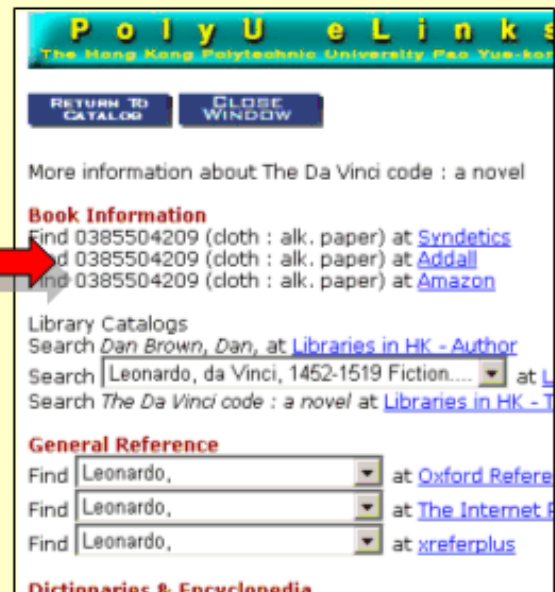 PolyU eLinks
The Hong Kong Polytechnic University Pao Yue-kon
RETURN TO CATALOG
CLOSE WINDOW
More information about The Da Vinci code : a novel
Book Information
Find 0385504209 (cloth : alk. paper) at Syndetics
0385504209 (cloth : alk. paper) at Addall
Find 0385504209 (cloth : alk. paper) at Amazon
Library Catalogs
Search Dan Brown, Dan, at Libraries in HK - Author
Search Leonardo, da Vinci, 1452-1519 Fiction.... at L
Search The Da Vinci code : a novel at Libraries in HK - T
General Reference
Find Leonardo, at Oxford Refere
Find Leonardo, at The Internet
Find Leonardo, at xreferplus
Dictionaries & Encyclopedia